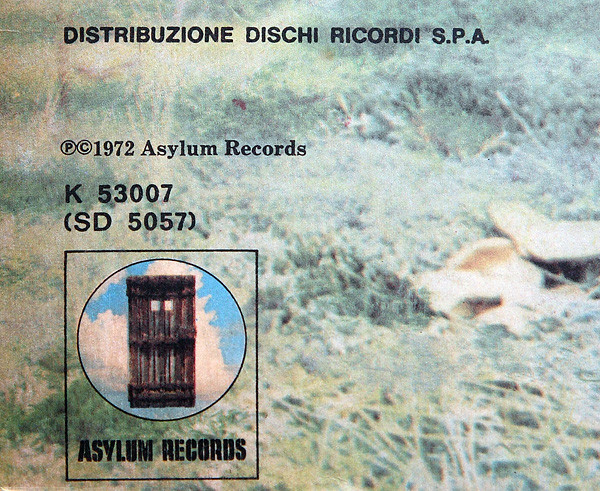 DISTRIBUZIONE DISCHI RICORDI S.P.A.
℗©1972 Asylum Records
K 53007
(SD 5057)
ASYLUM RECORDS